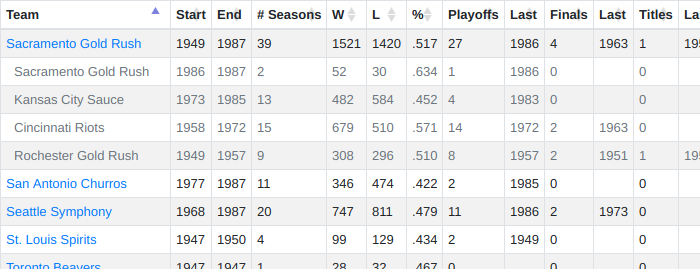 Team Start End # Seasons W L % Playoffs Last Finals Last Titles La
Sacramento Gold Rush 1949 1987 39 1521 1420 .517 27 1986 4 1963 1 195
Sacramento Gold Rush 1986 1987 2 52 30 .634 1 1986 0 0
Kansas City Sauce 1973 1985 13 482 584 .452 4 1983 0 0
Cincinnati Riots 1958 1972 15 679 510 .571 14 1972 2 1963 0
Rochester Gold Rush 1949 1957 9 308 296 .510 8 1957 2 1951 1 195
San Antonio Churros 1977 1987 11 346 474 .422 2 1985 0 0
Seattle Symphony 1968 1987 20 747 811 .479 11 1986 2 1973 0
St. Louis Spirits 1947 1950 4 99 129 .434 2 1949 0 0
Toronto Beavers 1947 1947 1 28 32 .467 0 0 0